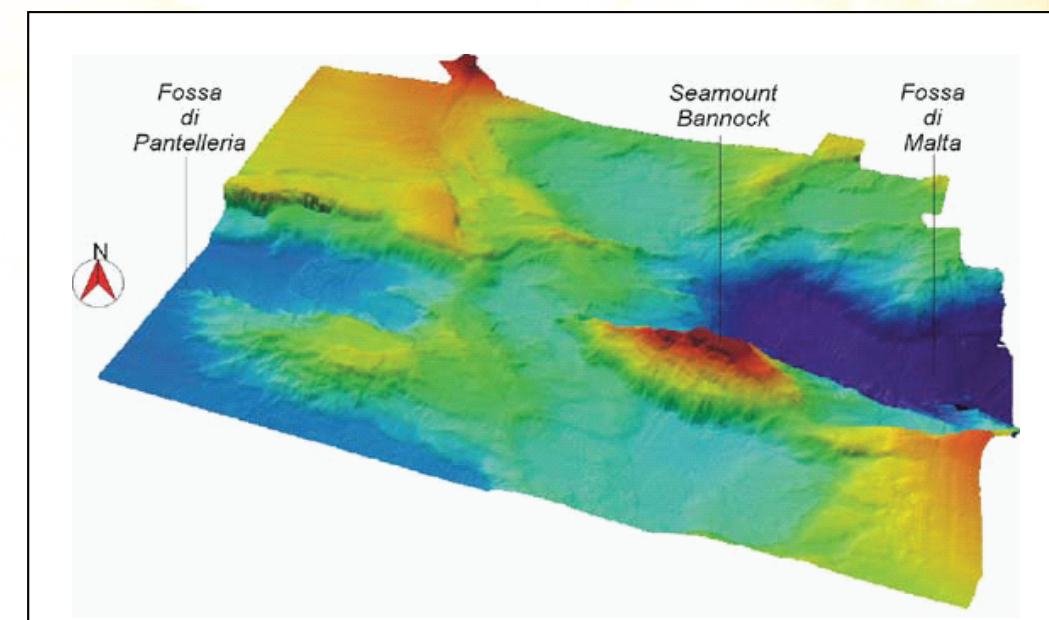 Fossa
di
Pantelleria
Seamount
Bannock
Fossa
di
Malta
N